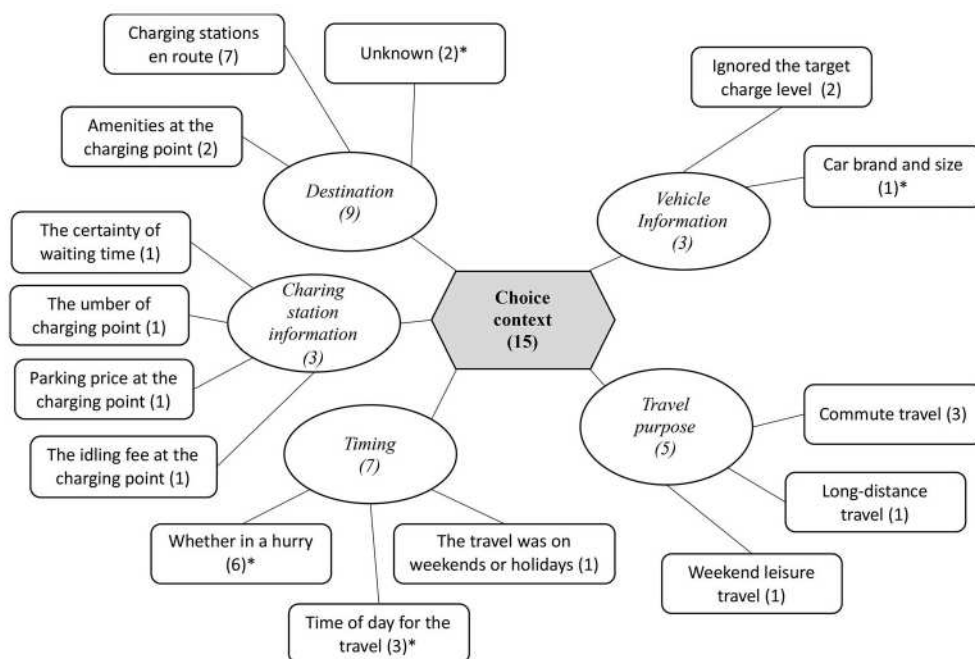 Charging stations
en route (7)
Unknown (2)*
Ignored the target
charge level (2)
Amenities at the
charging point (2)
Destination
(9)
Car brand and size
(1)*
Vehicle
Information
(3)
The certainty of
waiting time (1)
Charing
station
information
(3)
Choice
context
(15)
The umber of
charging point (1)
Parking price at the
charging point (1)
Travel
purpose
(5)
Commute travel (3)
The idling fee at the
charging point (1)
Timing
(7)
Long-distance
travel (1)
Whether in a hurry
(6)*
The travel was on
weekends or holidays (1)
Weekend leisure
travel (1)
Time of day for the
travel (3)*